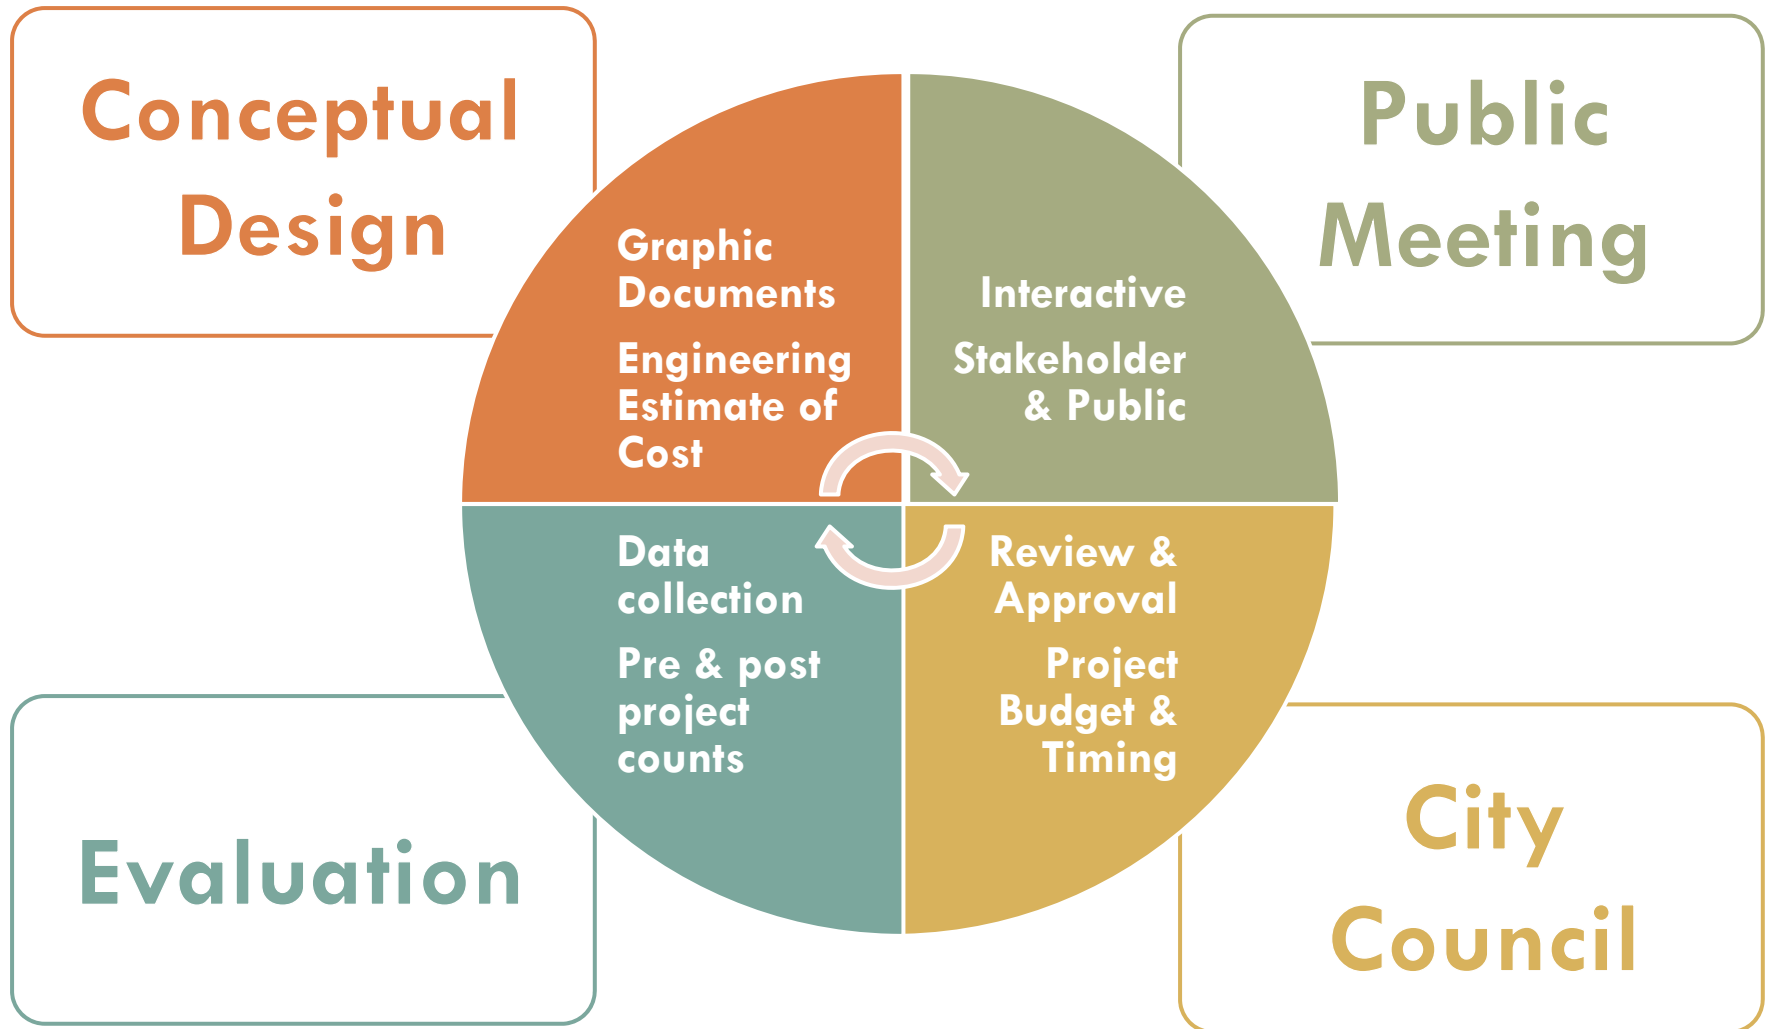 Conceptual
Design
Public
Meeting
Graphic
Documents
Engineering
Estimate of
Cost
Interactive
Stakeholder
& Public
Data
collection
Pre & post
project
counts
Review &
Approval
Project
Budget &
Timing
Evaluation
City
Council